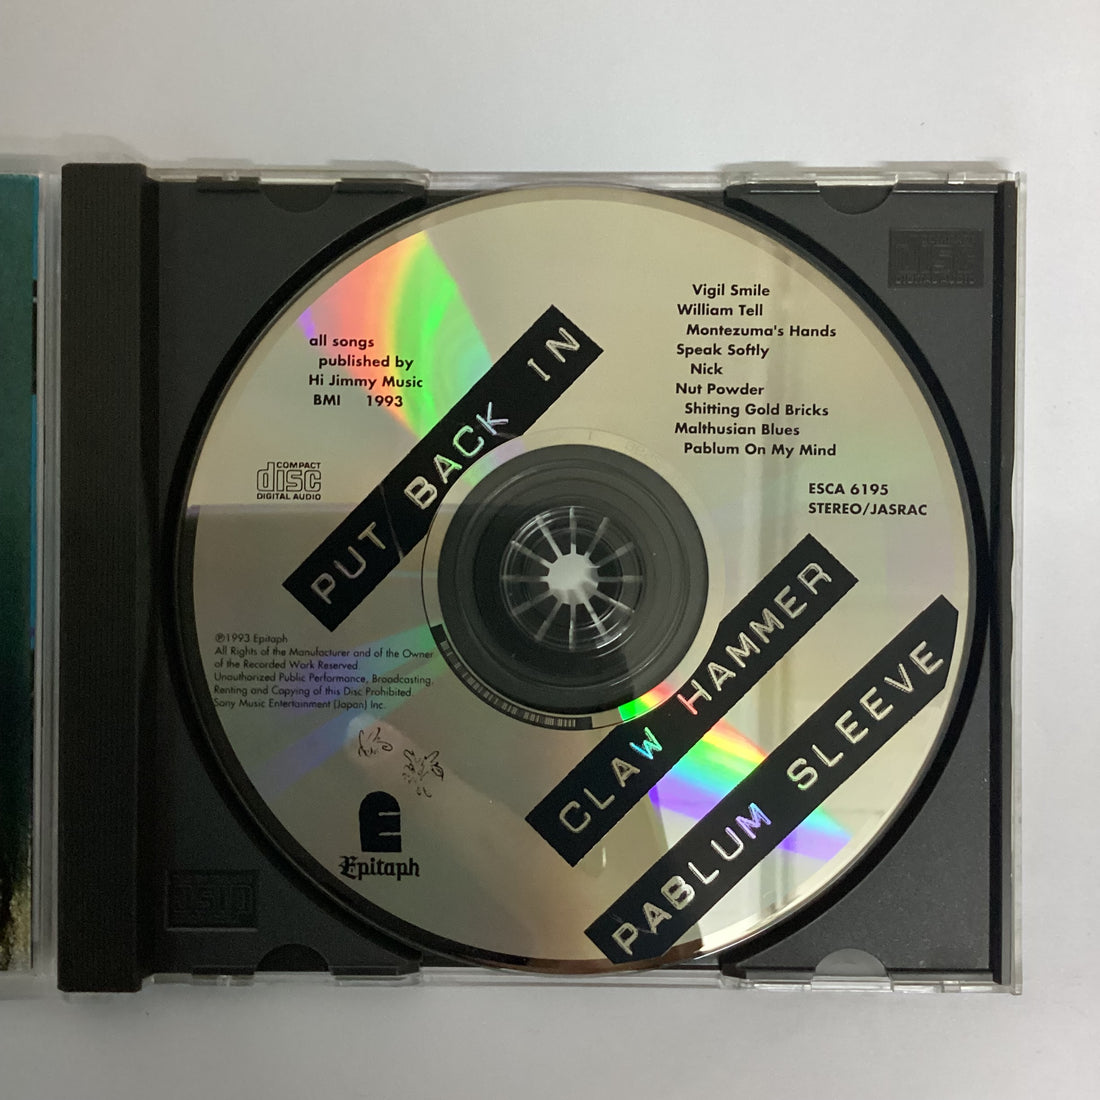 all songs
published by
Hi Jimmy Music
BMI 1993
COMPACT
disc
DIGITAL AUDIO
PUT BACK IN
Vigil Smile
William Tell
Montezuma's Hands
Speak Softly
Nick
Nut Powder
Shitting Gold Bricks
Malthusian Blues
Pablum On My Mind
ESCA 6195
STEREO/JASRAC
℗1993 Epitaph
All Rights of the Manufacturer and of the Owner
of the Recorded Work Reserved.
Unauthorized Public Performance, Broadcasting,
Renting and Copying of this Disc Prohibited.
Sony Music Entertainment (Japan) Inc.
E
Epitaph
CLAW HAMMER
PABLUM SLEEVE